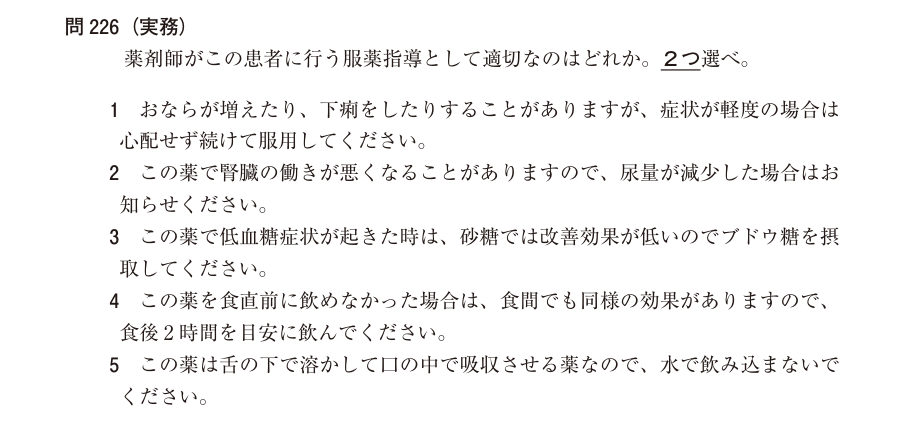 問 226（実務）
薬剤師がこの患者に行う服薬指導として適切なのはどれか。２つ選べ。
1　おならが増えたり、下痢をしたりすることがありますが、症状が軽度の場合は
心配せず続けて服用してください。
2　この薬で腎臓の働きが悪くなることがありますので、尿量が減少した場合はお
知らせください。
3　この薬で低血糖症状が起きた時は、砂糖では改善効果が低いのでブドウ糖を摂
取してください。
4　この薬を食直前に飲めなかった場合は、食間でも同様の効果がありますので、
食後２時間を目安に飲んでください。
5　この薬は舌の下で溶かして口の中で吸収させる薬なので、水で飲み込まないで
ください。